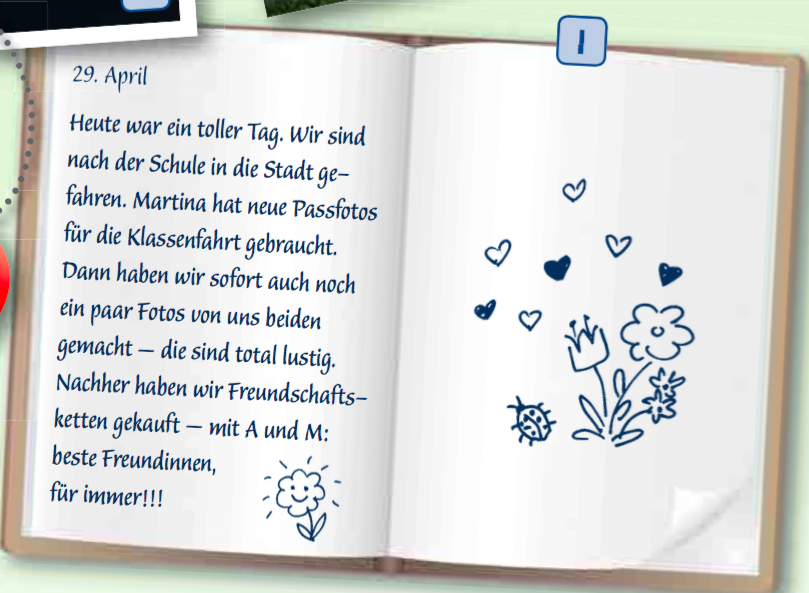 29. April
Heute war ein toller Tag. Wir sind
nach der Schule in die Stadt ge–
fahren. Martina hat neue Passfotos
für die Klassenfahrt gebraucht.
Dann haben wir sofort auch noch
ein paar Fotos von uns beiden
gemacht – die sind total lustig.
Nachher haben wir Freundschafts–
ketten gekauft – mit A und M:
beste Freundinnen,
für immer!!!
I